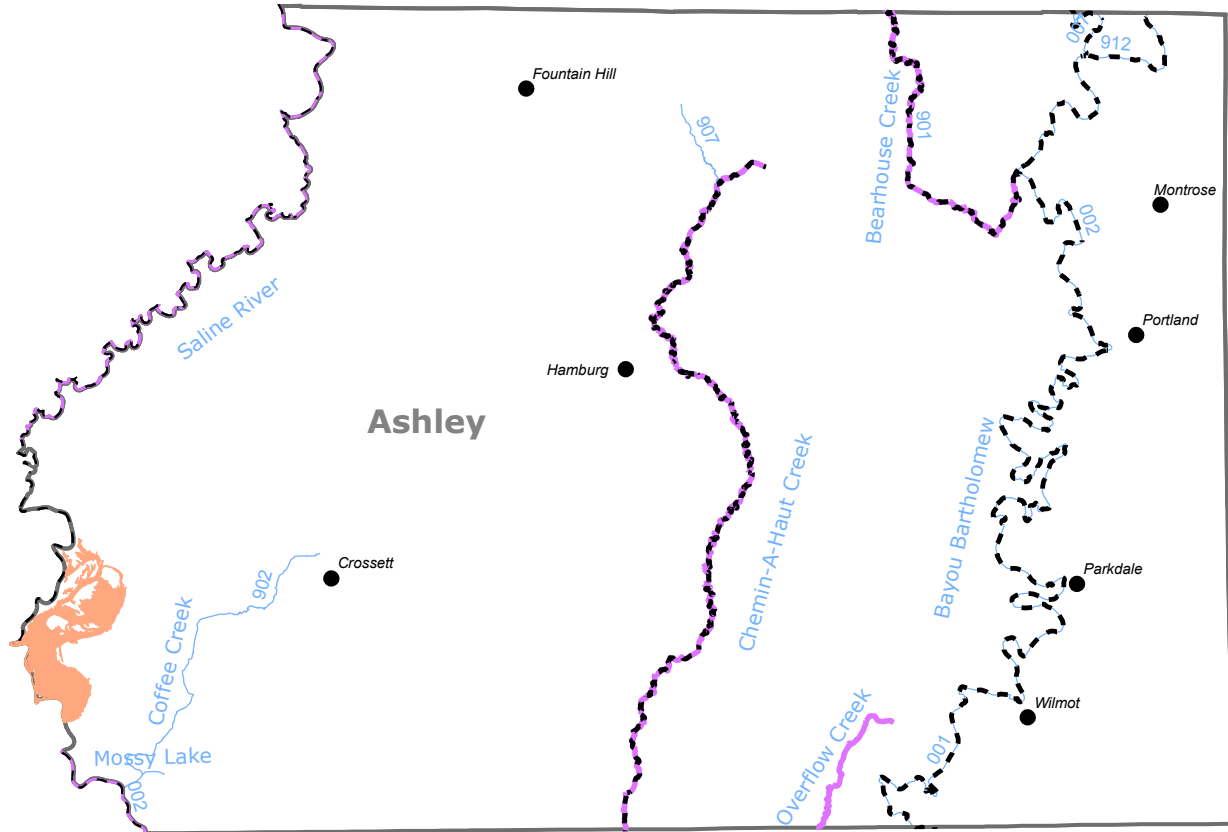 067
912
Fountain Hill
Bearhouse Creek
901
907
Montrose
002
Saline River
Portland
Hamburg
Ashley
Chemin-A-Haut Creek
Bayou Bartholomew
Crossett
902
Parkdale
Coffee Creek
Wilmot
Overflow Creek
001
Mossy Lake
002